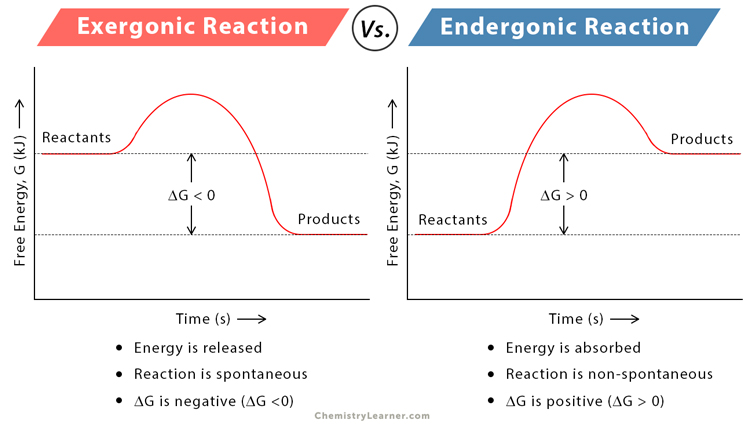 Exergonic Reaction
Vs.
Endergonic Reaction
Free Energy, G (kJ)
Reactants
ΔG < 0
Products
Time (s)
• Energy is released
• Reaction is spontaneous
• ΔG is negative (ΔG <0)
Free Energy, G (kJ)
Products
ΔG > 0
Reactants
Time (s)
• Energy is absorbed
• Reaction is non-spontaneous
• ΔG is positive (ΔG > 0)
ChemistryLearner.com